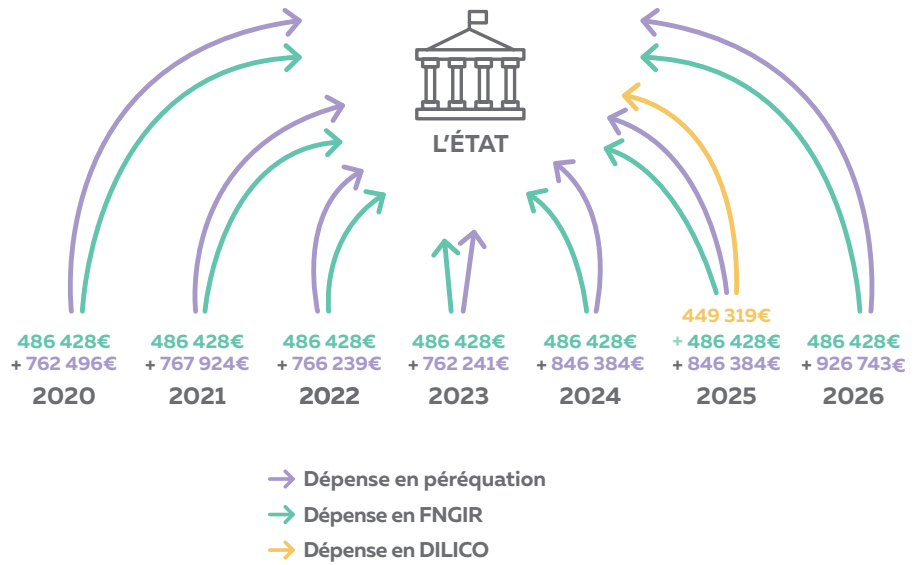 L'ÉTAT
486 428€
+ 762 496€
2020
486 428€
+ 767 924€
2021
486 428€
+ 766 239€
2022
486 428€
+ 762 241€
2023
486 428€
+ 846 384€
2024
449 319€
+ 486 428€
+ 846 384€
2025
486 428€
+ 926 743€
2026
Dépense en péréquation
Dépense en FNGIR
Dépense en DILICO